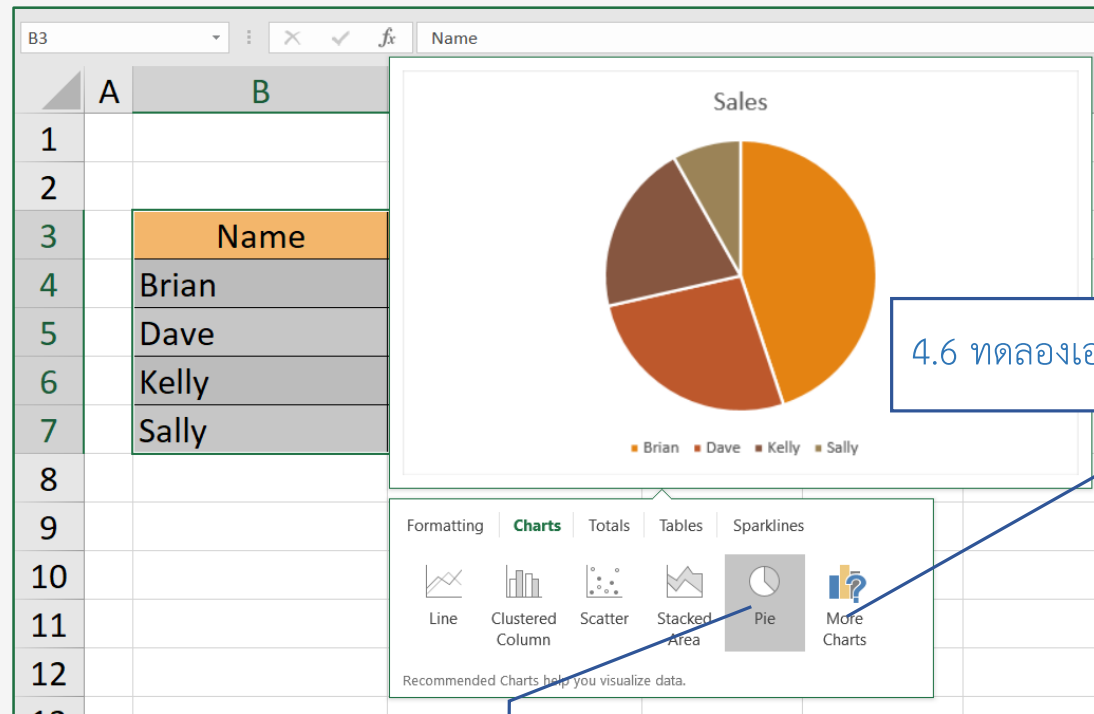 B3 fx Name
A B
1
2
3 Name
4 Brian
5 Dave
6 Kelly
7 Sally
8
9
10
11
12
Sales
Brian Dave Kelly Sally
4.6 ทดลองเอ
Formatting Charts Totals Tables Sparklines
Line Clustered Column Scatter Stacked Area Pie More Charts
Recommended Charts help you visualize data.